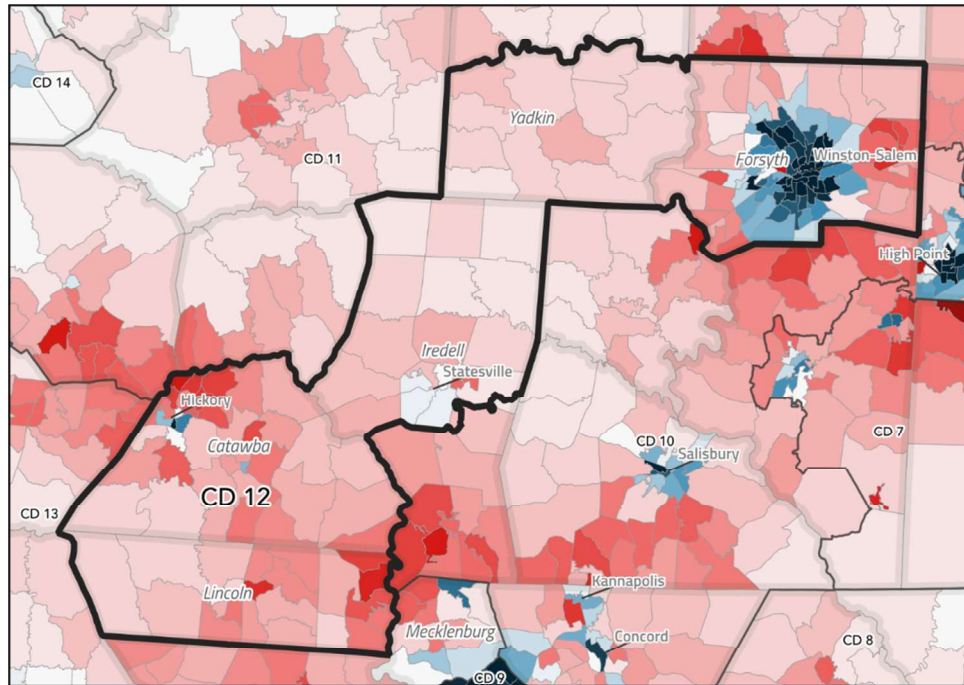 CD 14
CD 11
Yadkin
Forsyth
Winston-Salem
High Point
Iredell
Statesville
Hickory
Catawba
CD 12
CD 13
CD 10
Salisbury
CD 7
Lincoln
Kannapolis
Mecklenburg
Concord
CD 9
CD 8